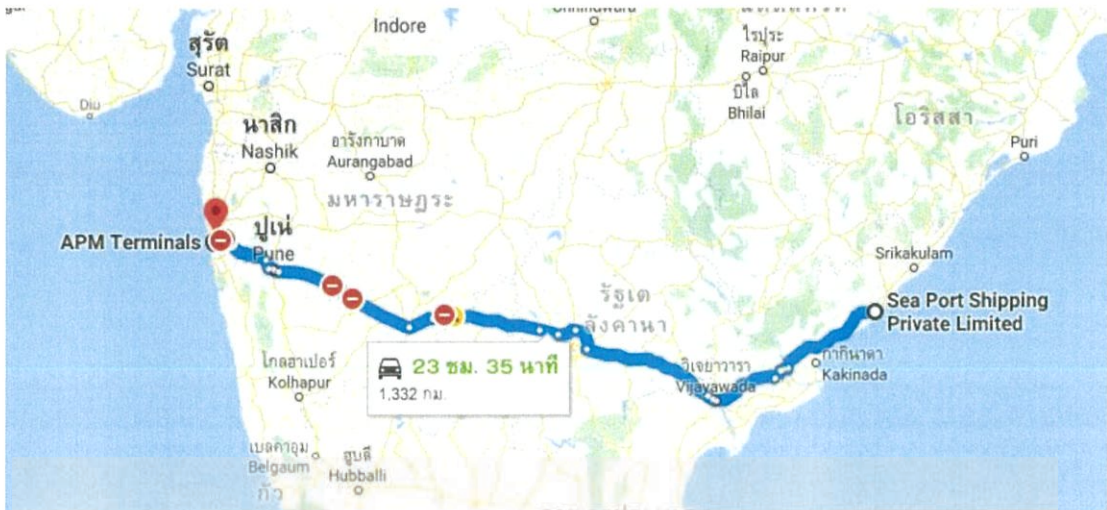 Indore
สุรัต
Surat
Diu
ไรปุระ
Raipur
บิไล
Bhilai
โอริสสา
Puri
นาสิก
Nashik
อารังกาบาด
Aurangabad
มหาราษฏระ
APM Terminals
ปูเน่
Pune
Srikakulam
Sea Port Shipping
Private Limited
รัฐเต
ลังคานา
วิเจยาวารา
Vijayawada
กากินาดา
Kakinada
โกลฮาเปอร์
Kolhapur
23 ชม. 35 นาที
1,332 กม.
เบลคาอุม
Belgaum
ฮูบลี
Hubballi
กัว